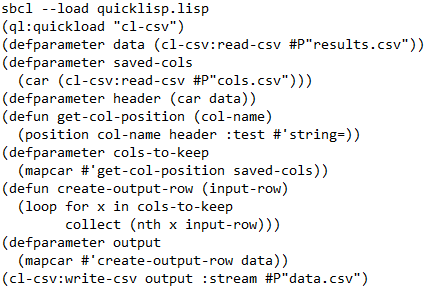 sbcl --load quicklisp.lisp
(ql:quickload "cl-csv")
(defparameter data (cl-csv:read-csv #P"results.csv"))
(defparameter saved-cols
  (car (cl-csv:read-csv #P"cols.csv")))
(defparameter header (car data))
(defun get-col-position (col-name)
  (position col-name header :test #'string=))
(defparameter cols-to-keep
  (mapcar #'get-col-position saved-cols))
(defun create-output-row (input-row)
  (loop for x in cols-to-keep
        collect (nth x input-row)))
(defparameter output
  (mapcar #'create-output-row data))
(cl-csv:write-csv output :stream #P"data.csv")